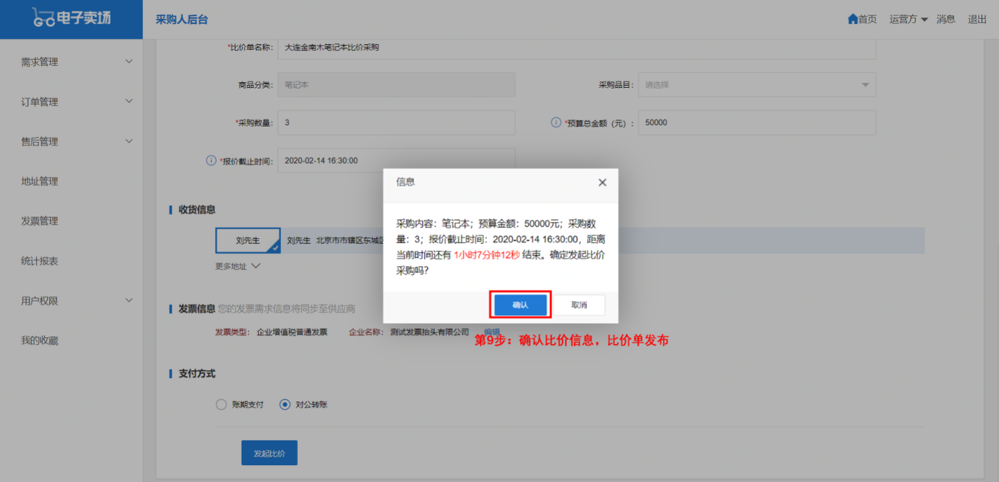 电子卖场
采购人后台
首页 运营方 消息 退出
需求管理
订单管理
售后管理
地址管理
发票管理
统计报表
用户权限
我的收藏
*比价单名称: 大连金南木笔记本比价采购
商品分类: 笔记本 采购品目: 请选择
*采购数量: 3 *预算总金额（元）: 50000
*报价截止时间: 2020-02-14 16:30:00
收货信息
刘先生 刘先生 北京市市辖区东城区
更多地址
发票信息 您的发票需求信息将同步至供应商
发票类型: 企业增值税普通发票 企业名称: 测试发票抬头有限公司 编辑
支付方式
账期支付 对公转账
发起比价
信息
采购内容：笔记本；预算金额：50000元；采购数
量：3；报价截止时间：2020-02-14 16:30:00，距离
当前时间还有 1小时7分钟12秒 结束。确定发起比价
采购吗?
确认 取消
第9步：确认比价信息，比价单发布